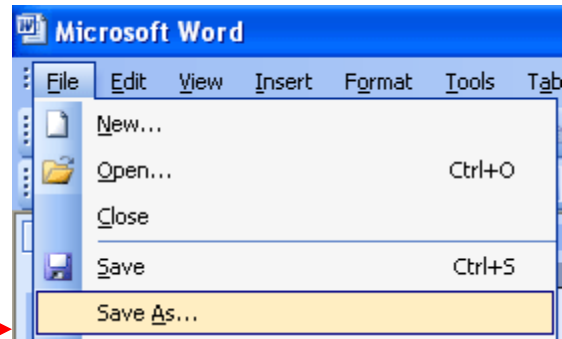 Microsoft Word
File Edit View Insert Format Tools Tab
New...
Open... Ctrl+O
Close
Save Ctrl+S
Save As...